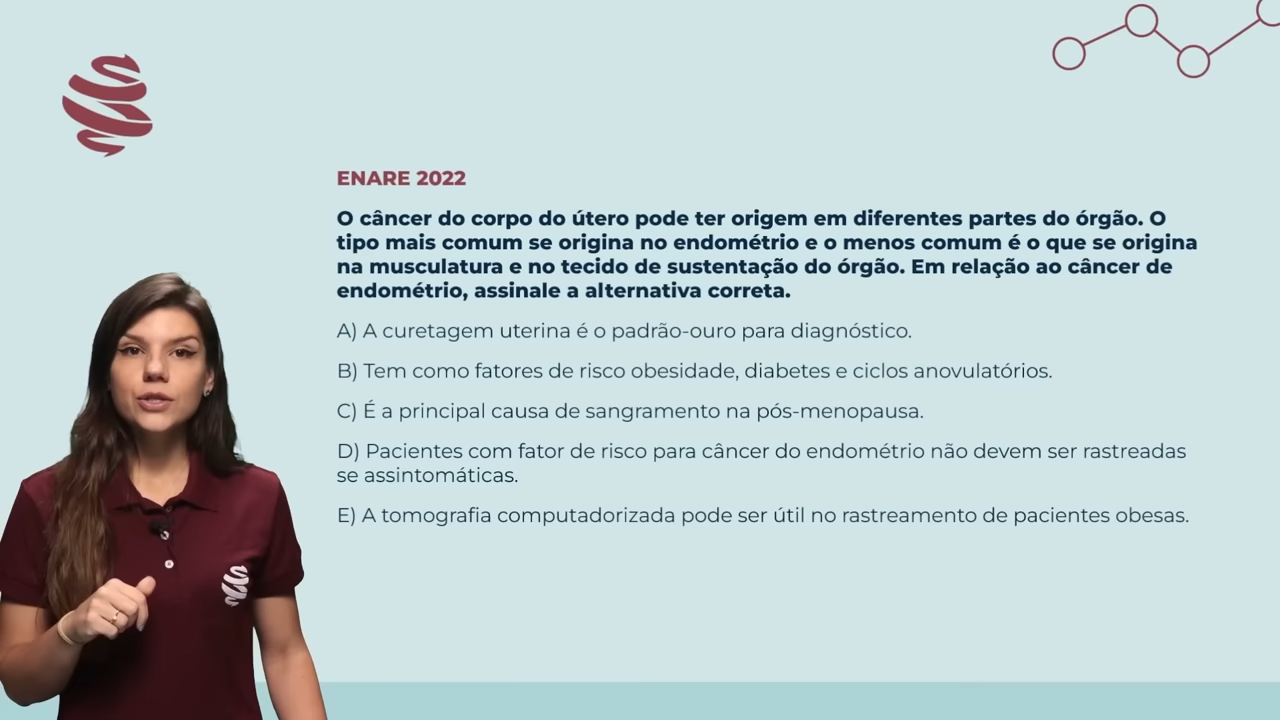 ENARE 2022
O câncer do corpo do útero pode ter origem em diferentes partes do órgão. O
tipo mais comum se origina no endométrio e o menos comum é o que se origina
na musculatura e no tecido de sustentação do órgão. Em relação ao câncer de
endométrio, assinale a alternativa correta.
A) A curetagem uterina é o padrão-ouro para diagnóstico.
B) Tem como fatores de risco obesidade, diabetes e ciclos anovulatórios.
C) É a principal causa de sangramento na pós-menopausa.
D) Pacientes com fator de risco para câncer do endométrio não devem ser rastreadas
se assintomáticas.
E) A tomografia computadorizada pode ser útil no rastreamento de pacientes obesas.